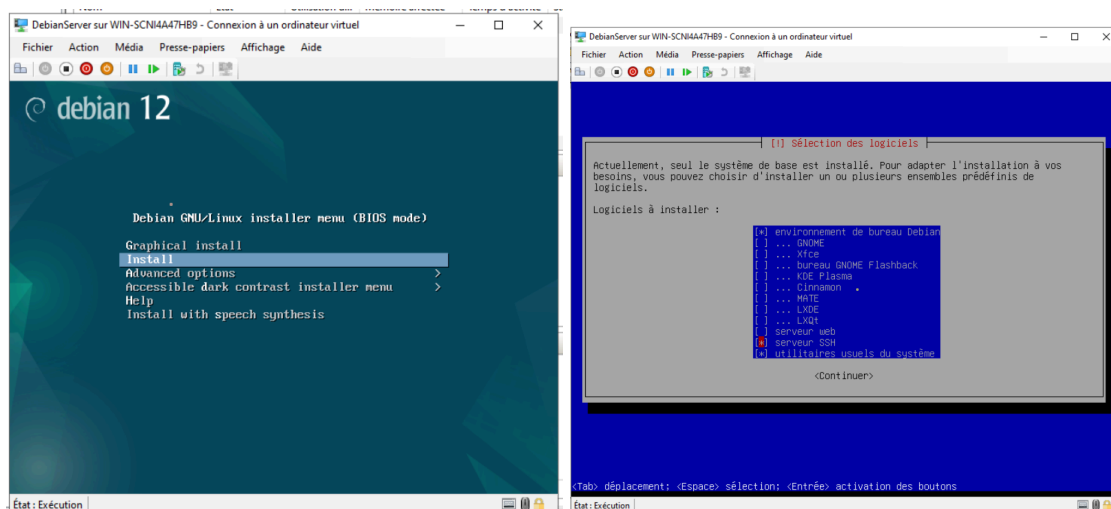 DebianServer sur WIN-SCNI4A47HB9 - Connexion à un ordinateur virtuel
Fichier Action Média Presse-papiers Affichage Aide
debian 12
Debian GNU/Linux installer menu (BIOS mode)
Graphical install
Install
Advanced options >
Accessible dark contrast installer menu >
Help
Install with speech synthesis
État : Exécution
DebianServer sur WIN-SCNI4A47HB9 - Connexion à un ordinateur virtuel
Fichier Action Média Presse-papiers Affichage Aide
[!] Sélection des logiciels
Actuellement, seul le système de base est installé. Pour adapter l'installation à vos
besoins, vous pouvez choisir d'installer un ou plusieurs ensembles prédéfinis de
logiciels.
Logiciels à installer :
[*] environnement de bureau Debian
[ ] ... GNOME
[ ] ... Xfce
[ ] ... bureau GNOME Flashback
[ ] ... KDE Plasma
[ ] ... Cinnamon
[ ] ... MATE
[ ] ... LXDE
[ ] ... LXQt
[ ] serveur web
[*] serveur SSH
[*] utilitaires usuels du système
<Continuer>
<Tab> déplacement; <Espace> sélection; <Entrée> activation des boutons
État : Exécution